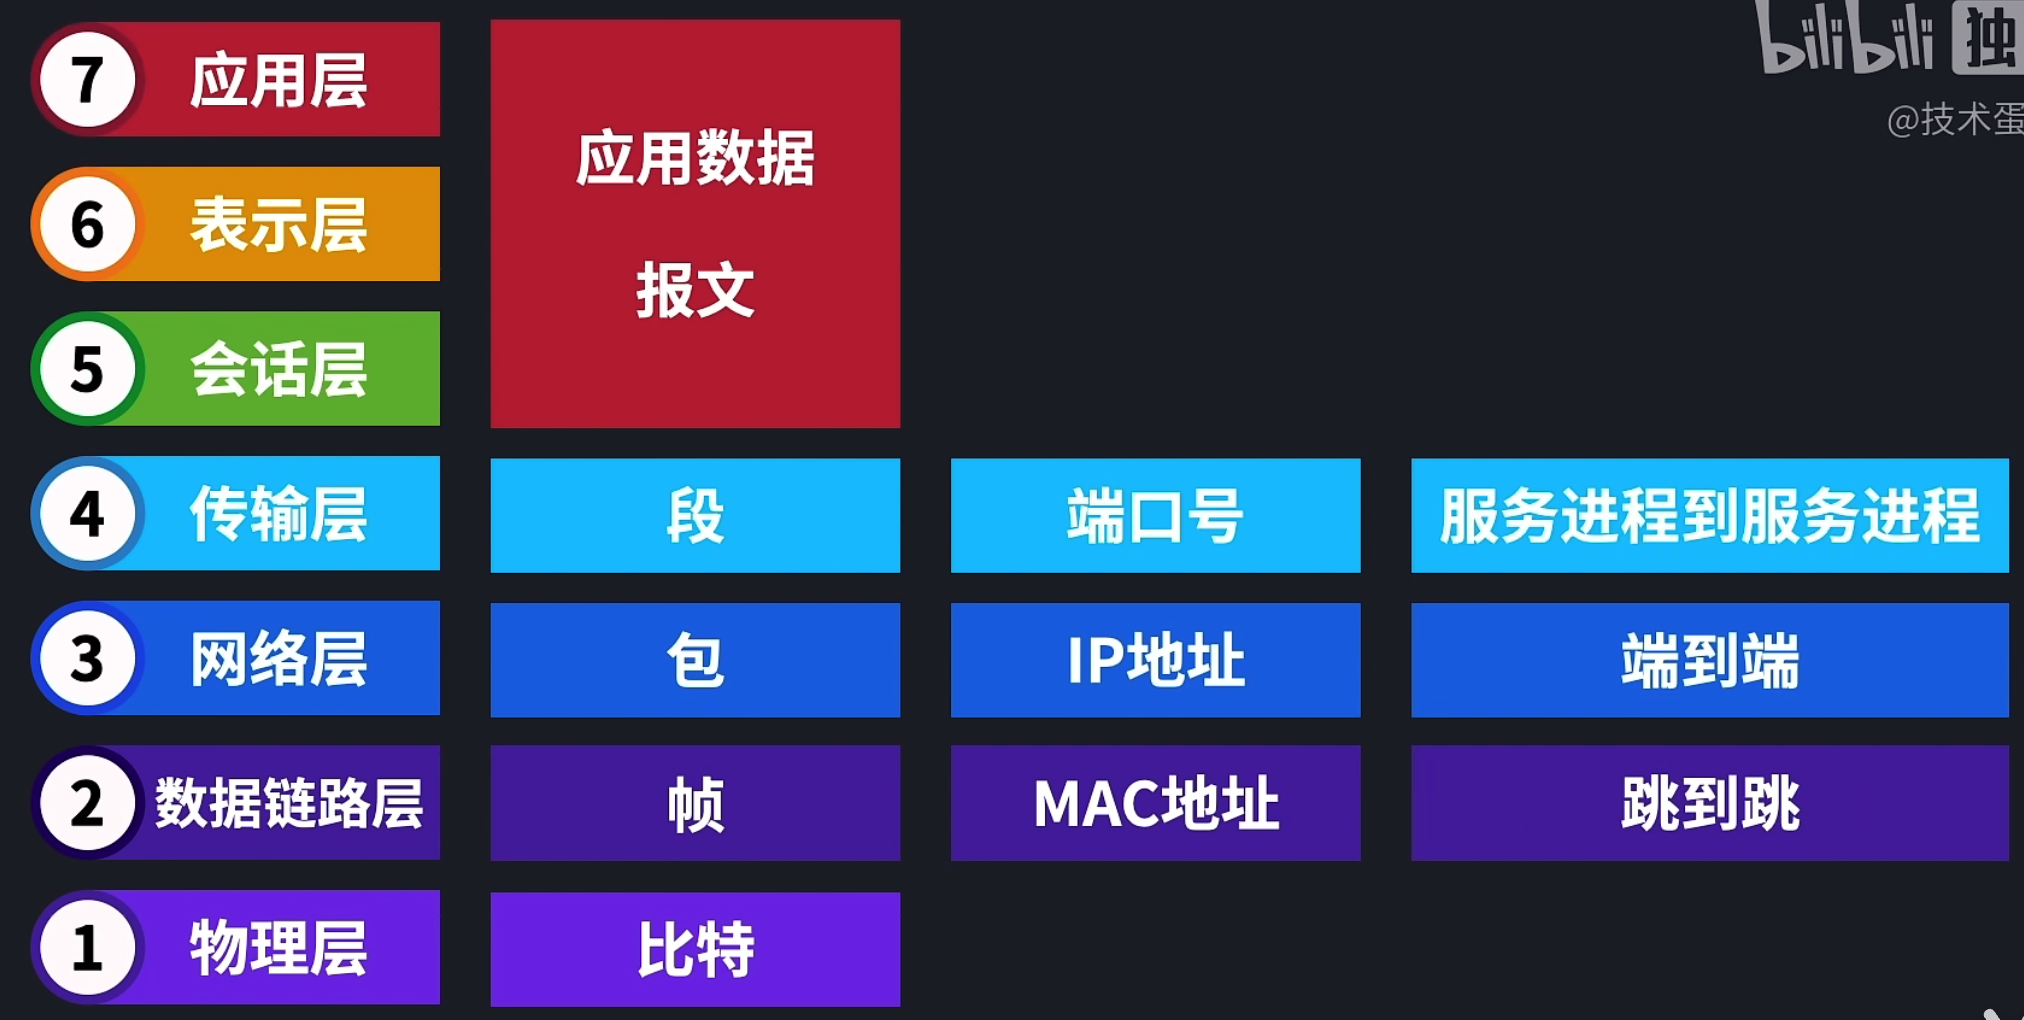 bilibili 独
@技术蛋
7 应用层
应用数据
报文
6 表示层
5 会话层
4 传输层 段 端口号 服务进程到服务进程
3 网络层 包 IP地址 端到端
2 数据链路层 帧 MAC地址 跳到跳
1 物理层 比特